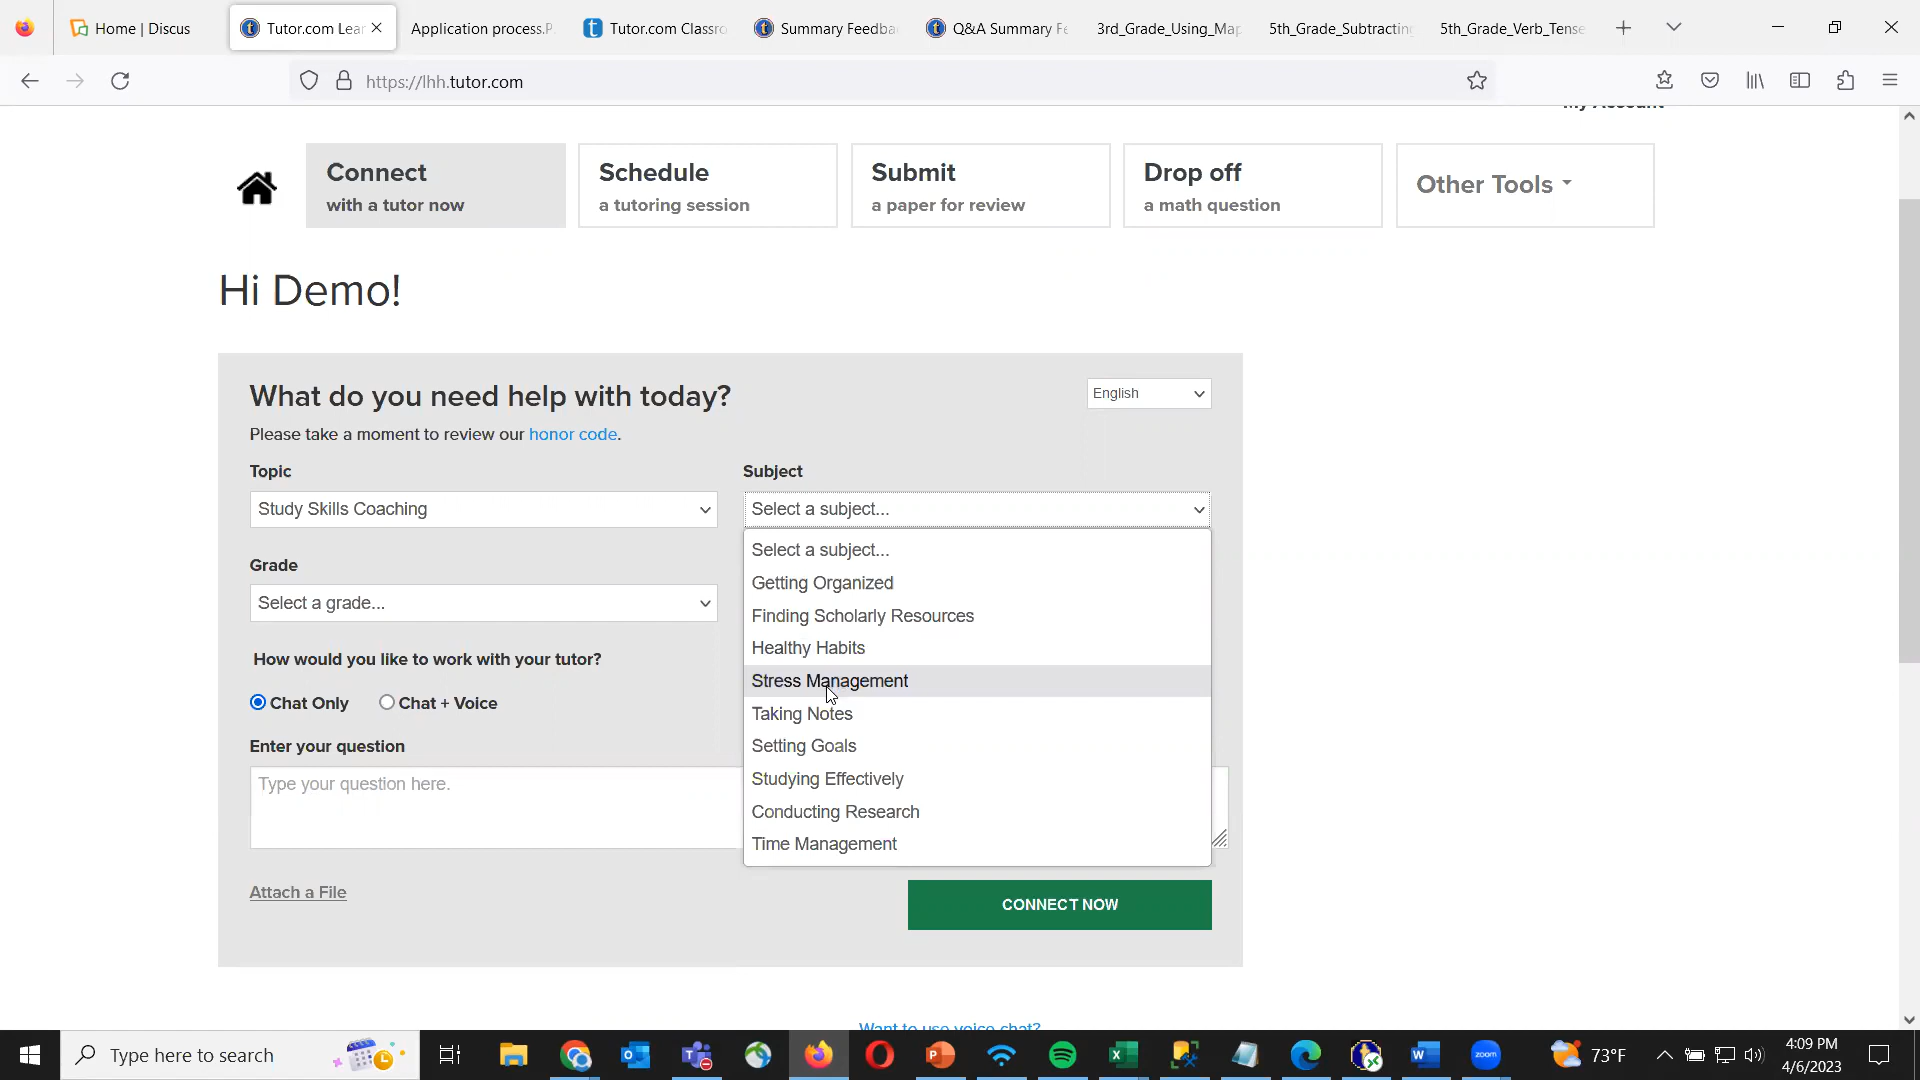 Home | Discus
Tutor.com Lear
Application process.P
Tutor.com Classro
Summary Feedba
Q&A Summary Fe
3rd_Grade_Using_Map
5th_Grade_Subtracting
5th_Grade_Verb_Tense
https://lhh.tutor.com
My Account
Connect
with a tutor now
Schedule
a tutoring session
Submit
a paper for review
Drop off
a math question
Other Tools
Hi Demo!
What do you need help with today?
English
Please take a moment to review our honor code.
Topic
Subject
Study Skills Coaching
Select a subject...
Select a subject...
Getting Organized
Finding Scholarly Resources
Healthy Habits
Stress Management
Taking Notes
Setting Goals
Studying Effectively
Conducting Research
Time Management
Grade
Select a grade...
How would you like to work with your tutor?
Chat Only
Chat + Voice
Enter your question
Type your question here.
Attach a File
CONNECT NOW
Want to use voice chat?
Type here to search
zoom
73°F
4:09 PM
4/6/2023